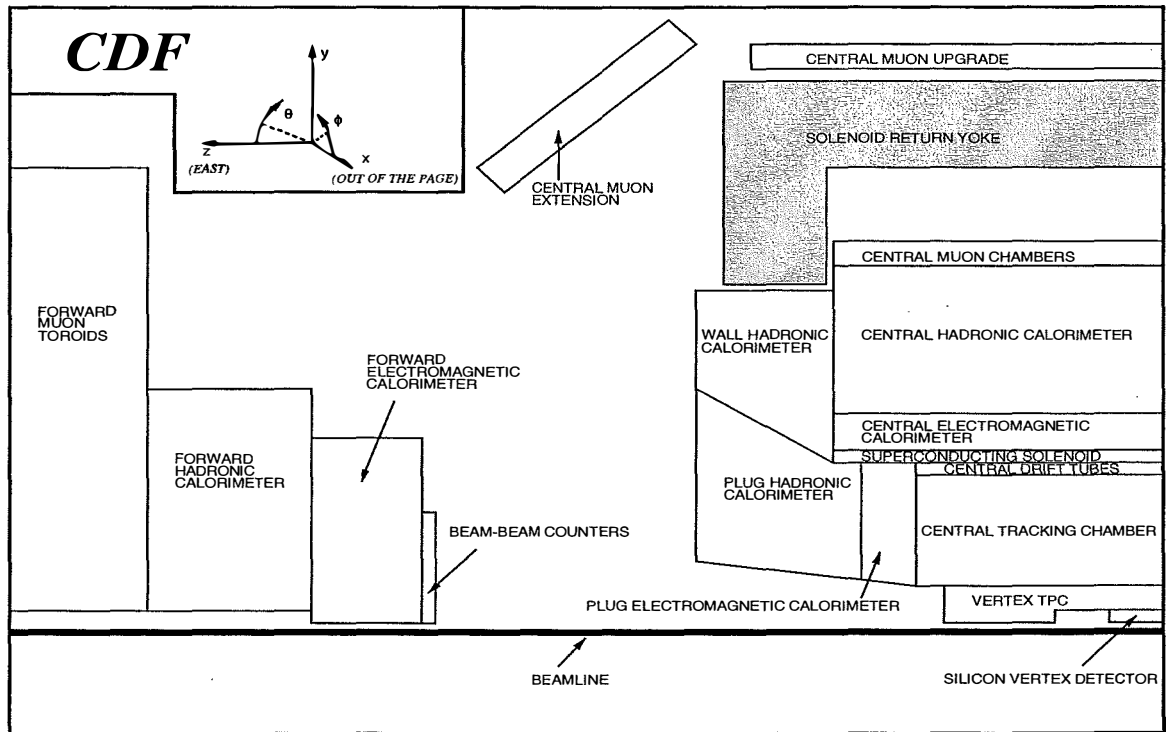 CDF
y
θ
φ
z
x
(EAST)
(OUT OF THE PAGE)
CENTRAL MUON
EXTENSION
CENTRAL MUON UPGRADE
SOLENOID RETURN YOKE
CENTRAL MUON CHAMBERS
FORWARD
MUON
TOROIDS
WALL HADRONIC
CALORIMETER
CENTRAL HADRONIC CALORIMETER
FORWARD
ELECTROMAGNETIC
CALORIMETER
CENTRAL ELECTROMAGNETIC
CALORIMETER
SUPERCONDUCTING SOLENOID
CENTRAL DRIFT TUBES
FORWARD
HADRONIC
CALORIMETER
PLUG HADRONIC
CALORIMETER
BEAM-BEAM COUNTERS
CENTRAL TRACKING CHAMBER
PLUG ELECTROMAGNETIC CALORIMETER
VERTEX TPC
BEAMLINE
SILICON VERTEX DETECTOR